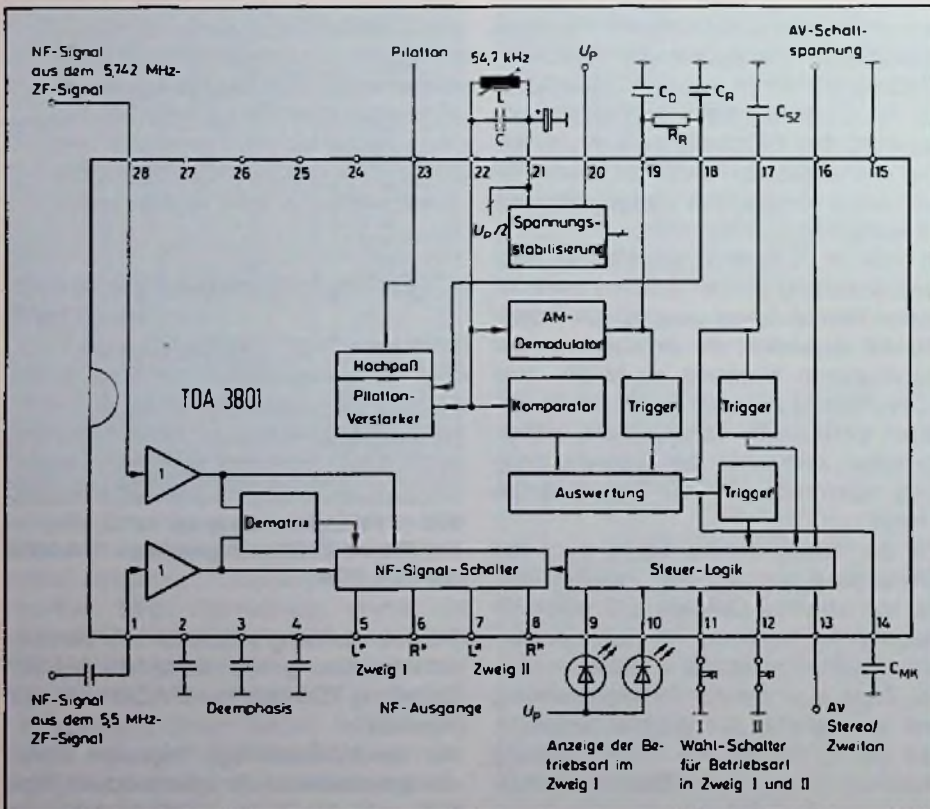 NF-Signal
aus dem 5,742 MHz-
ZF-Signal
Pilotton
54,7 kHz
L
C
+
U_P
C_D
C_R
R_R
C_SZ
AV-Schalt-
spannung
28 27 26 25 24 23 22 21 20 19 18 17 16 15
U_P/2
Spannungs-
stabilisierung
AM-
Demodulator
Hochpaß
Pilotton-
Verstärker
Komparator
Trigger
Trigger
TDA 3801
Auswertung
Trigger
1
Dematrix
1
NF-Signal-Schalter
Steuer-Logik
1 2 3 4 5 6 7 8 9 10 11 12 13 14
L" R" L" R"
Zweig I Zweig II
C_MK
NF-Signal
aus dem 5,5 MHz-
ZF-Signal
Deemphasis
NF-Ausgänge
U_P
I II
AV
Stereo/
Zweiton
Anzeige der Be-
triebsart im
Zweig I
Wahl-Schalter
für Betriebsart
in Zweig I und II